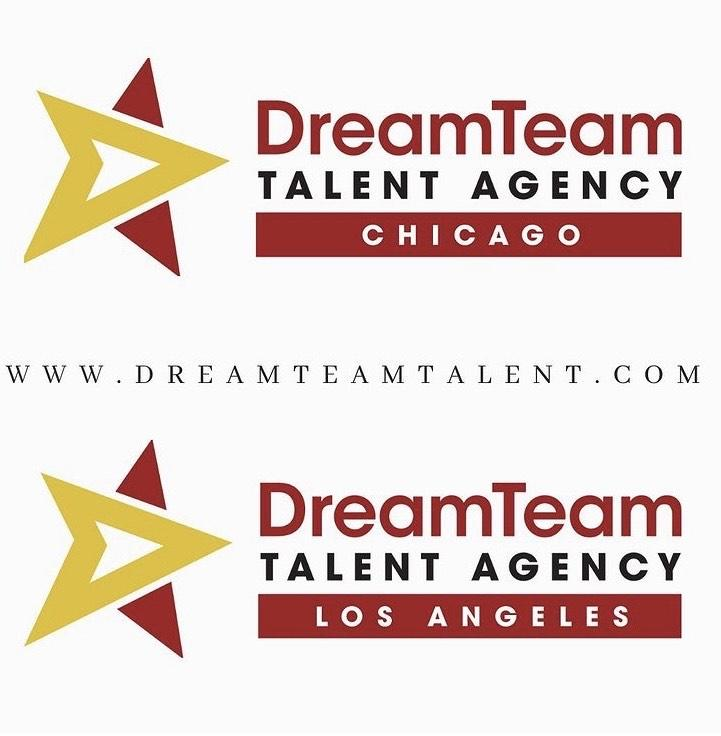 DreamTeam
TALENT AGENCY
CHICAGO
WWW.DREAMTEAMTALENT.COM
DreamTeam
TALENT AGENCY
LOS ANGELES